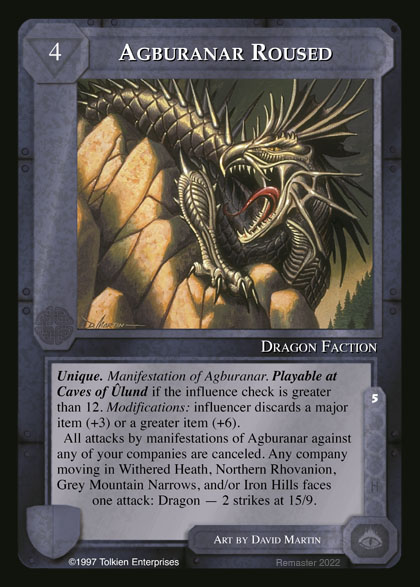 4
AGBURANAR ROUSED
D. MARTIN
DRAGON FACTION
Unique. Manifestation of Agburanar. Playable at
Caves of Ûlund if the influence check is greater
than 12. Modifications: influencer discards a major
item (+3) or a greater item (+6).
All attacks by manifestations of Agburanar against
any of your companies are canceled. Any company
moving in Withered Heath, Northern Rhovanion,
Grey Mountain Narrows, and/or Iron Hills faces
one attack: Dragon — 2 strikes at 15/9.
5
H
ART BY DAVID MARTIN
©1997 Tolkien Enterprises
Remaster 2022